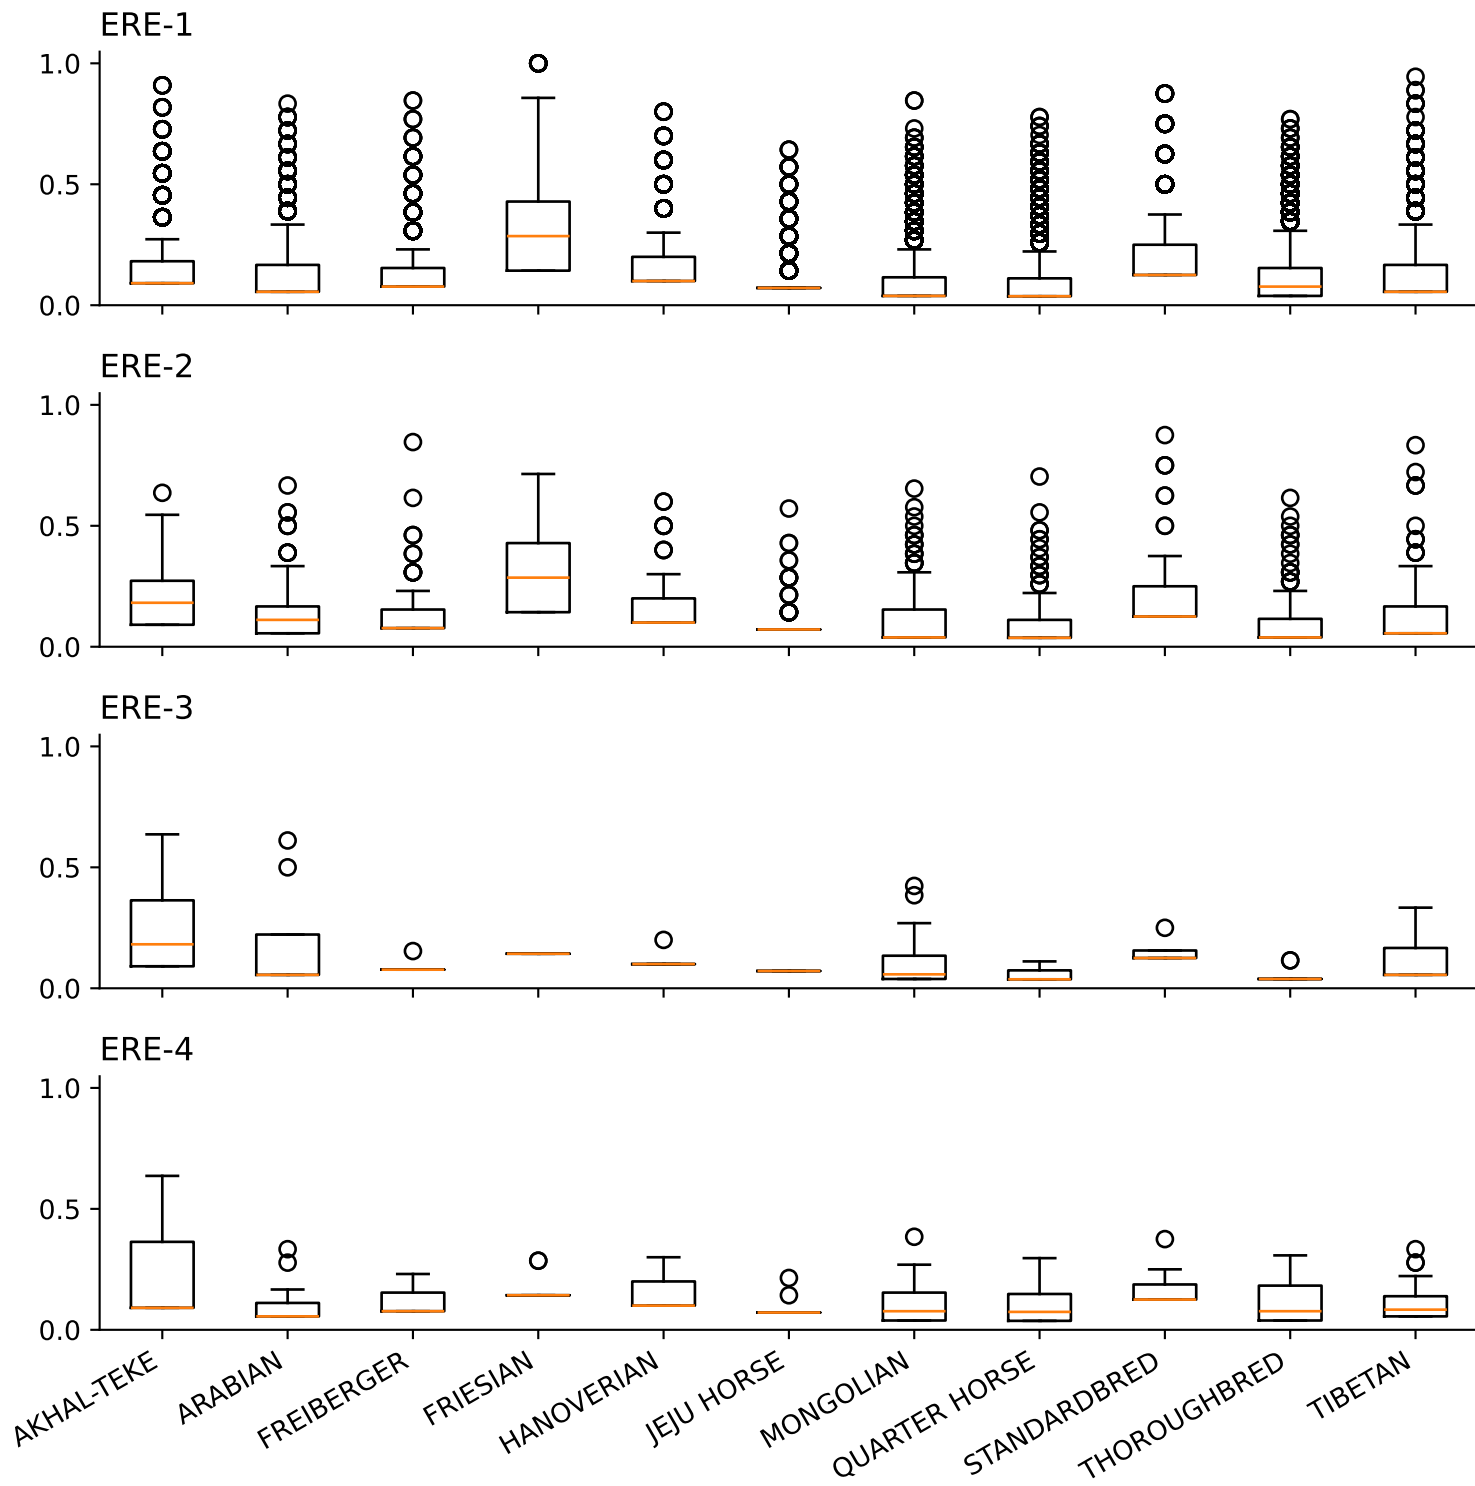 ERE-1
1.0
0.5
0.0
ERE-2
1.0
0.5
0.0
ERE-3
1.0
0.5
0.0
ERE-4
1.0
0.5
0.0
AKHAL-TEKE
ARABIAN
FREIBERGER
FRIESIAN
HANOVERIAN
JEJU HORSE
MONGOLIAN
QUARTER HORSE
STANDARDBRED
THOROUGHBRED
TIBETAN